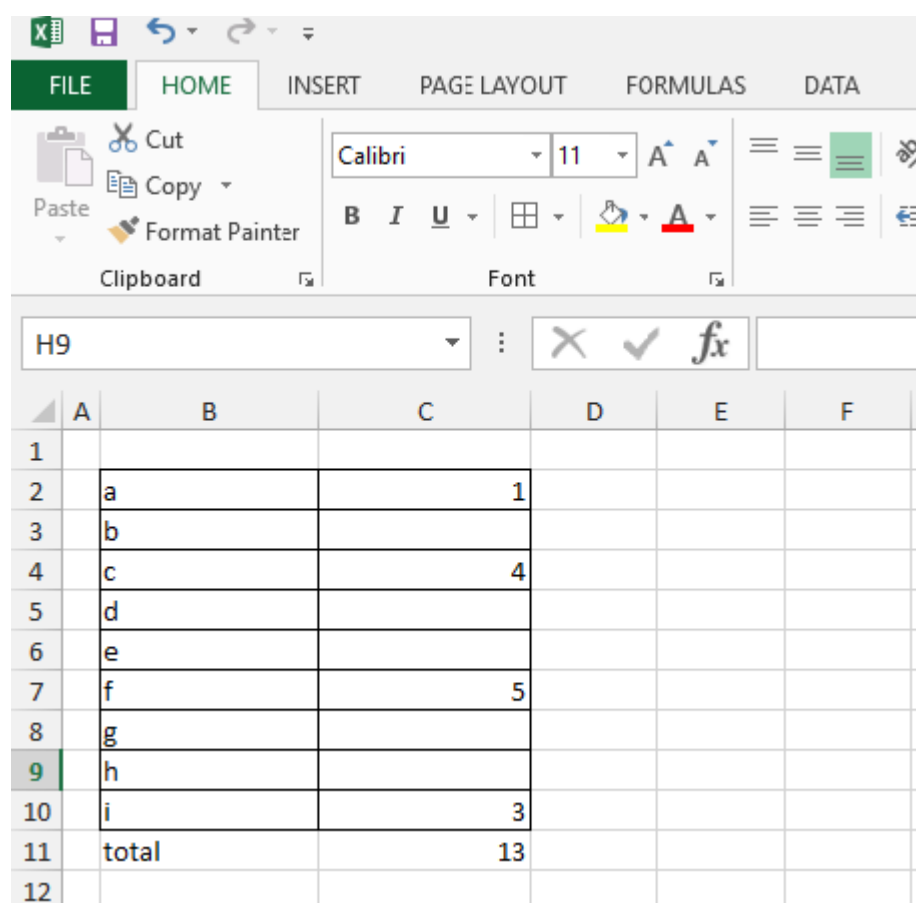 FILE HOME INSERT PAGE LAYOUT FORMULAS DATA
Cut
Copy
Paste
Format Painter
Calibri 11 A A
B I U A
Clipboard Font
H9 fx
A B C D E F
1
2 a 1
3 b
4 c 4
5 d
6 e
7 f 5
8 g
9 h
10 i 3
11 total 13
12